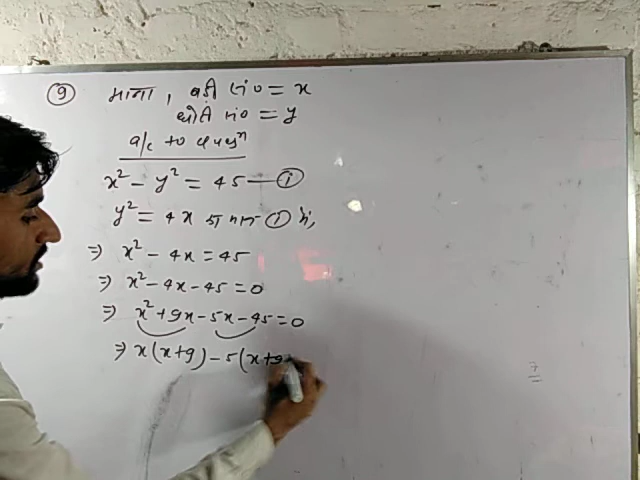 ⑨ माना, बड़ी सं० = x
छोटी सं० = y
a/c to quesⁿ
x² - y² = 45 — ①
y² = 4x ① में,
⇒ x² - 4x = 45
⇒ x² - 4x - 45 = 0
⇒ x² + 9x - 5x - 45 = 0
⇒ x(x+9) - 5(x+9